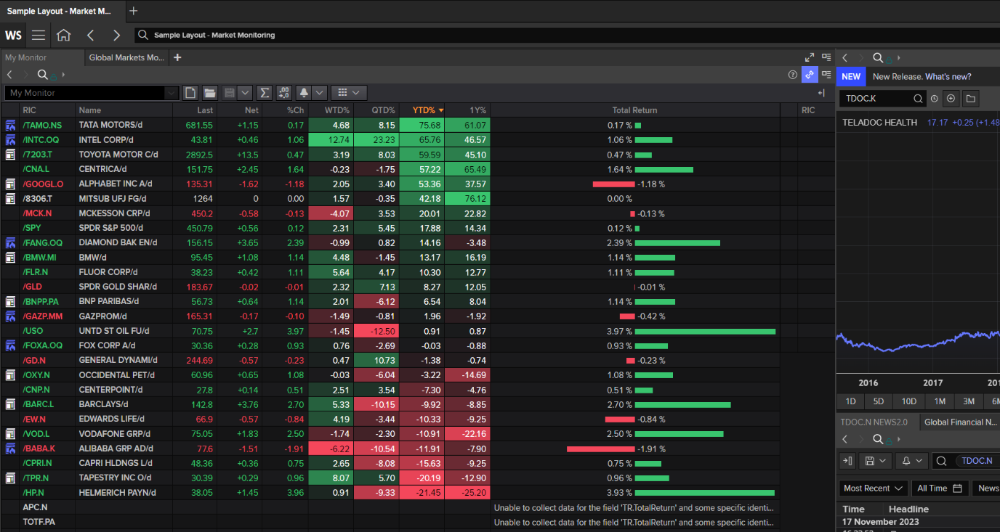 Sample Layout - Market M...
WS Sample Layout - Market Monitoring
My Monitor Global Markets Mo...
NEW New Release. What's new?
My Monitor
TDOC.K
RIC Name Last Net %Ch WTD% QTD% YTD% 1Y% Total Return RIC
TELADOC HEALTH 17.17 +0.25 (+1.48
/TAMO.NS TATA MOTORS/d 681.55 +1.15 0.17 4.68 8.15 75.68 61.07 0.17 %
/INTC.OQ INTEL CORP/d 43.81 +0.46 1.06 12.74 23.23 65.76 46.57 1.06 %
/7203.T TOYOTA MOTOR C/d 2892.5 +13.5 0.47 3.19 8.03 59.59 45.10 0.47 %
/CNA.L CENTRICA/d 151.75 +2.45 1.64 -0.23 -1.75 57.22 65.49 1.64 %
/GOOGL.O ALPHABET INC A/d 135.31 -1.62 -1.18 2.05 3.40 53.36 37.57 -1.18 %
/8306.T MITSUB UFJ FG/d 1264 0 0.00 1.57 -0.35 42.18 76.12 0.00 %
/MCK.N MCKESSON CRP/d 450.2 -0.58 -0.13 -4.07 3.53 20.01 22.82 -0.13 %
/SPY SPDR S&P 500/d 450.79 +0.56 0.12 2.31 5.45 17.88 14.34 0.12 %
/FANG.OQ DIAMOND BAK EN/d 156.15 +3.65 2.39 -0.99 0.82 14.16 -3.48 2.39 %
/BMW.MI BMW/d 95.45 +1.08 1.14 4.48 -1.45 13.17 16.19 1.14 %
/FLR.N FLUOR CORP/d 38.23 +0.42 1.11 5.64 4.17 10.30 12.77 1.11 %
/GLD SPDR GOLD SHAR/d 183.67 -0.02 -0.01 2.32 7.13 8.27 12.05 -0.01 %
/BNPP.PA BNP PARIBAS/d 56.73 +0.64 1.14 2.01 -6.12 6.54 8.04 1.14 %
/GAZP.MM GAZPROM/d 165.31 -0.17 -0.10 -1.49 -0.81 1.96 -1.92 -0.42 %
/USO UNTD ST OIL FU/d 70.75 +2.7 3.97 -1.45 -12.50 0.91 0.87 3.97 %
/FOXA.OQ FOX CORP A/d 30.36 +0.28 0.93 0.76 -2.69 -0.03 -0.88 0.93 %
/GD.N GENERAL DYNAMI/d 244.69 -0.57 -0.23 0.47 10.73 -1.38 -0.74 -0.23 %
/OXY.N OCCIDENTAL PET/d 60.96 +0.65 1.08 -0.03 -6.04 -3.22 -14.69 1.08 %
/CNP.N CENTERPOINT/d 27.8 +0.14 0.51 2.51 3.54 -7.30 -4.76 0.51 %
/BARC.L BARCLAYS/d 142.8 +3.76 2.70 5.33 -10.15 -9.92 -8.85 2.70 %
/EW.N EDWARDS LIFE/d 66.9 -0.57 -0.84 4.19 -3.44 -10.33 -9.25 -0.84 %
/VOD.L VODAFONE GRP/d 75.05 +1.83 2.50 -1.74 -2.30 -10.91 -22.16 2.50 %
/BABA.K ALIBABA GRP AD/d 77.6 -1.51 -1.91 -6.22 -10.54 -11.91 -7.90 -1.91 %
/CPRI.N CAPRI HLDNGS L/d 48.36 +0.36 0.75 2.65 -8.08 -15.63 -9.25 0.75 %
/TPR.N TAPESTRY INC O/d 30.39 +0.29 0.96 8.07 5.70 -20.19 -12.90 0.96 %
/HP.N HELMERICH PAYN/d 38.05 +1.45 3.96 0.91 -9.33 -21.45 -25.20 3.93 %
APC.N Unable to collect data for the field 'TR.TotalReturn' and some specific identi...
TOTF.PA Unable to collect data for the field 'TR.TotalReturn' and some specific identi...
2016 2017 201
1D 5D 10D 1M 3M 6M
TDOC.N NEWS2.0 Global Financial N...
TDOC.N
Most Recent All Time News
Time Headline
17 November 2023